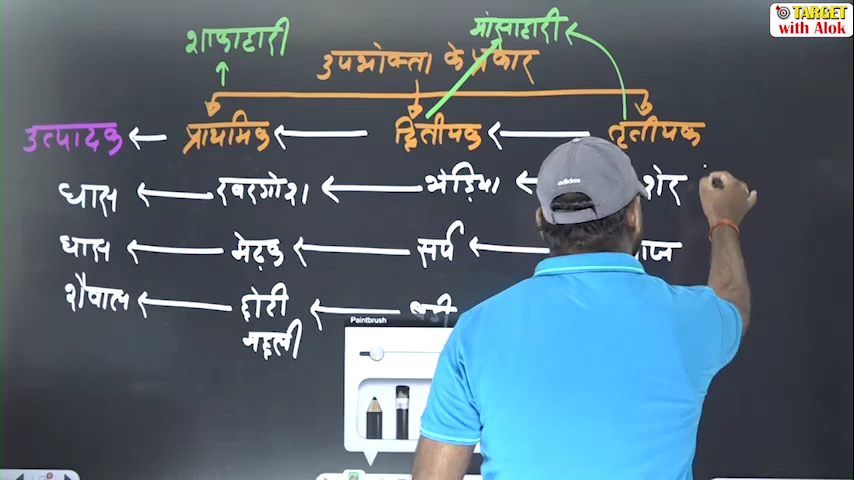 TARGET
with Alok
शाकाहारी मांसाहारी
उपभोक्ता के प्रकार
उत्पादक प्राथमिक द्वितीयक तृतीयक
घास खरगोश भेड़िया शेर
घास मेढ़क सर्प बाज
शैवाल छोटी
मछली
Paintbrush